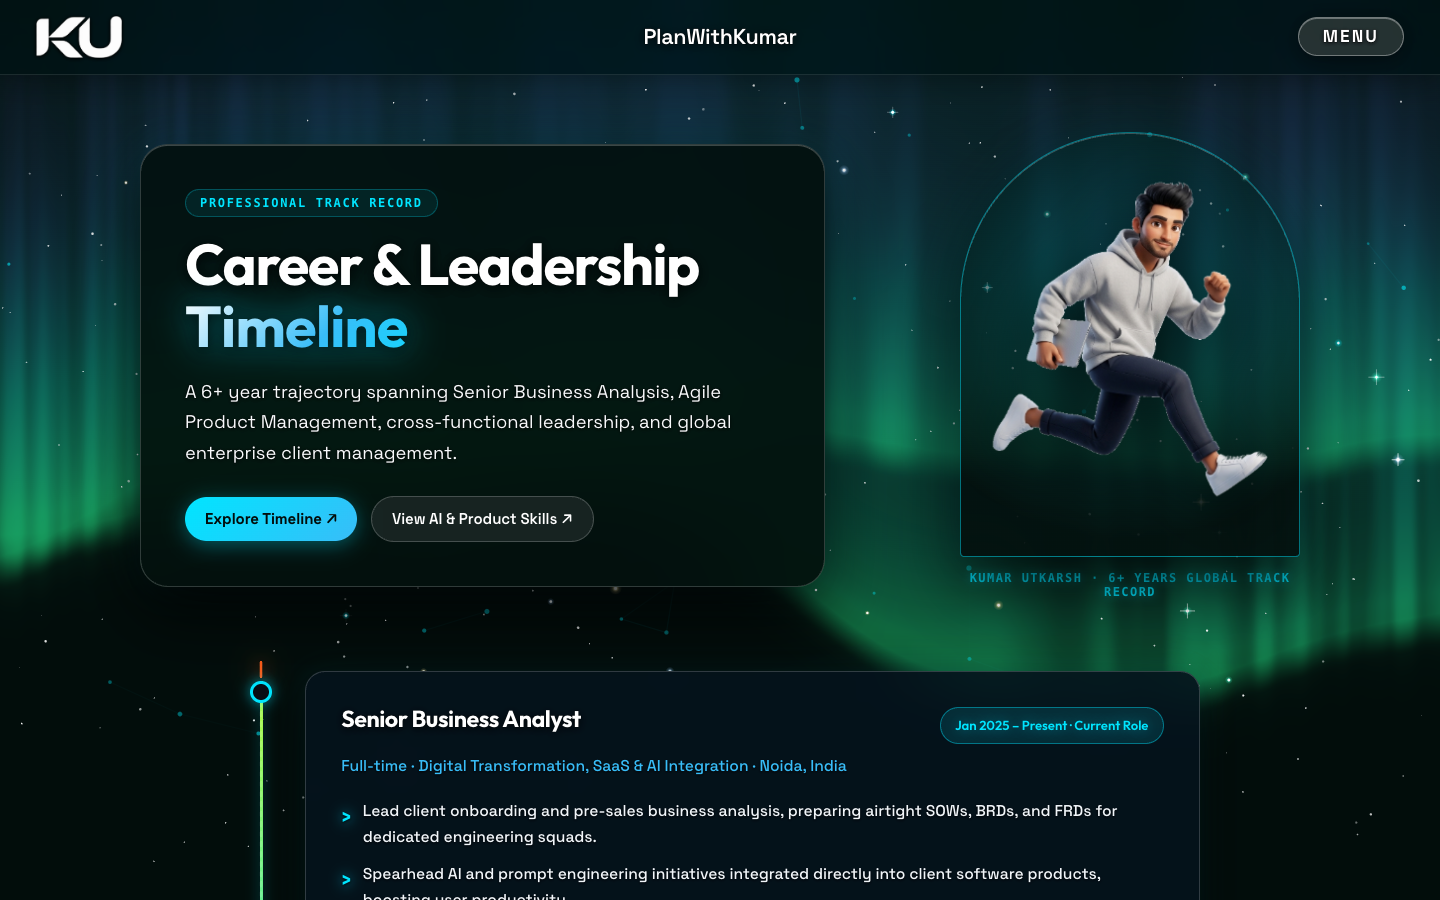 KU
PlanWithKumar
MENU
PROFESSIONAL TRACK RECORD
Career & Leadership
Timeline
A 6+ year trajectory spanning Senior Business Analysis, Agile
Product Management, cross-functional leadership, and global
enterprise client management.
Explore Timeline ↗
View AI & Product Skills ↗
KUMAR UTKARSH · 6+ YEARS GLOBAL TRACK
RECORD
Senior Business Analyst
Jan 2025 – Present · Current Role
Full-time · Digital Transformation, SaaS & AI Integration · Noida, India
> Lead client onboarding and pre-sales business analysis, preparing airtight SOWs, BRDs, and FRDs for
dedicated engineering squads.
> Spearhead AI and prompt engineering initiatives integrated directly into client software products,
boosting user productivity.